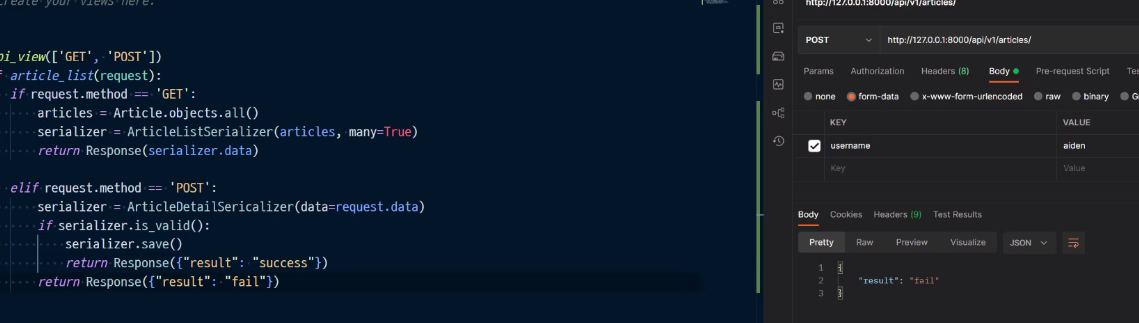 create your views here.
pi_view(['GET', 'POST'])
f article_list(request):
if request.method == 'GET':
articles = Article.objects.all()
serializer = ArticleListSerializer(articles, many=True)
return Response(serializer.data)
elif request.method == 'POST':
serializer = ArticleDetailSericalizer(data=request.data)
if serializer.is_valid():
serializer.save()
return Response({"result": "success"})
return Response({"result": "fail"})
http://127.0.0.1:8000/api/v1/articles/
POST http://127.0.0.1:8000/api/v1/articles/
Params Authorization Headers (8) Body Pre-request Script Tes
none form-data x-www-form-urlencoded raw binary G
KEY VALUE
username aiden
Key Value
Body Cookies Headers (9) Test Results
Pretty Raw Preview Visualize JSON
1 {
2 "result": "fail"
3 }